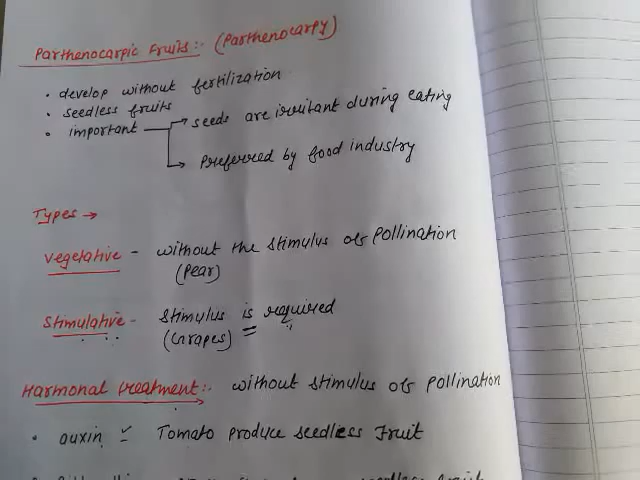 Parthenocarpic Fruits:- (Parthenocarpy)
• develop without fertilization
• seedless fruits
• important → seeds are irritant during eating
→ Preferred by food industry
Types →
Vegetative - without the stimulus of Pollination
(Pear)
Stimulative - Stimulus is required
(Grapes)
Harmonal treatment:- without stimulus of Pollination
• auxin :- Tomato produce seedless Fruit